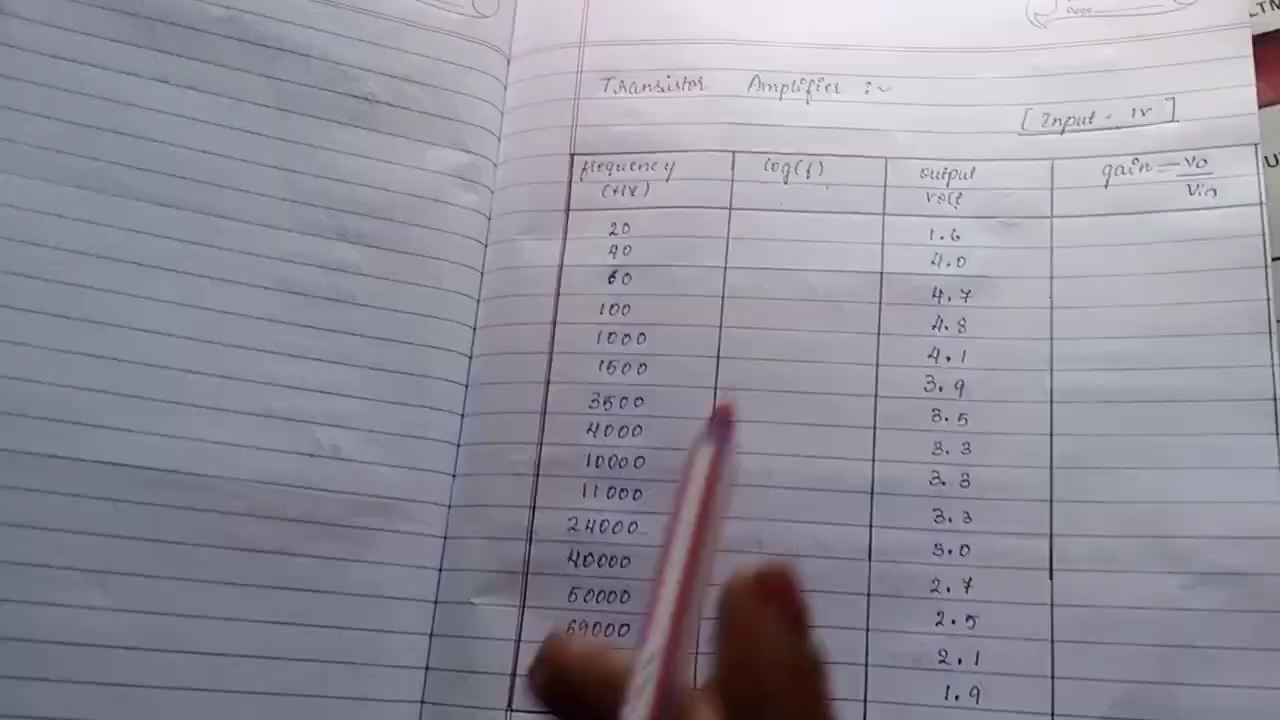 Page
LTN
Transistor Amplifier :~
[ Input - 1V ]
frequency log(f) output gain = Vo
(Hz) volt Vin
20 1.6
40 4.0
60 4.7
100 4.8
1000 4.1
1500 3.9
3500 3.5
4000 3.3
10000 3.3
11000 3.3
24000 3.0
40000 2.7
50000 2.5
69000 2.1
1.9